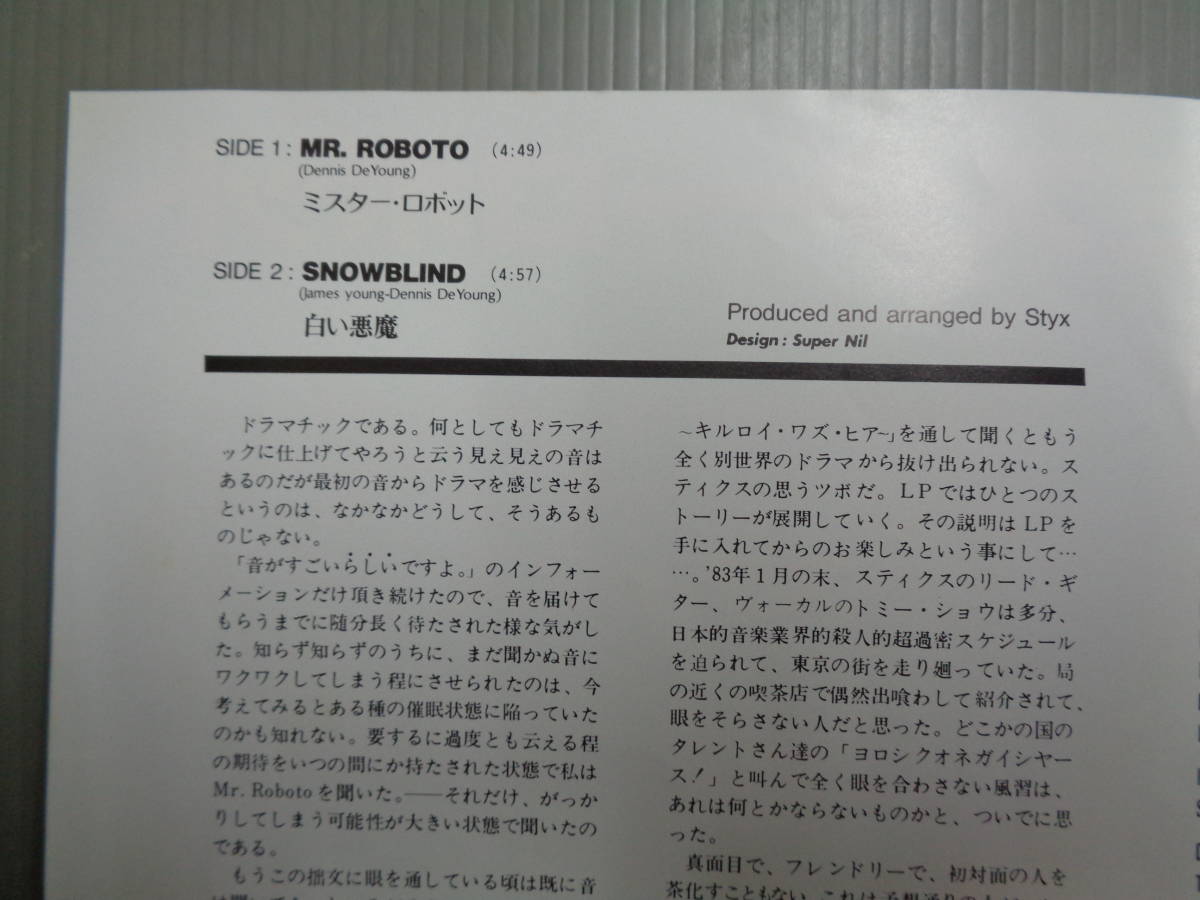 SIDE 1: MR. ROBOTO (4:49)
(Dennis DeYoung)
ミスター・ロボット
SIDE 2: SNOWBLIND (4:57)
(James young-Dennis DeYoung)
白い悪魔
Produced and arranged by Styx
Design: Super Nil
ドラマチックである。何としてもドラマチ
ックに仕上げてやろうと云う見え見えの音は
あるのだが最初の音からドラマを感じさせる
というのは、なかなかどうして、そうあるも
のじゃない。
「音がすごいらしいですよ。」のインフォー
メーションだけ頂き続けたので、音を届けて
もらうまでに随分長く待たされた様な気がし
た。知らず知らずのうちに、まだ聞かぬ音に
ワクワクしてしまう程にさせられたのは、今
考えてみるとある種の催眠状態に陥っていた
のかも知れない。要するに過度とも云える程
の期待をいつの間にか持たされた状態で私は
Mr. Robotoを聞いた。——それだけ、がっか
りしてしまう可能性が大きい状態で聞いたの
である。
もうこの拙文に眼を通している頃は既に音
～キルロイ・ワズ・ヒア～」を通して聞くともう
全く別世界のドラマから抜け出られない。ス
ティクスの思うツボだ。LPではひとつのス
トーリーが展開していく。その説明はLPを
手に入れてからのお楽しみという事にして…
…。'83年1月の末、スティクスのリード・ギ
ター、ヴォーカルのトミー・ショウは多分、
日本的音楽業界的殺人的超過密スケジュール
を迫られて、東京の街を走り廻っていた。局
の近くの喫茶店で偶然出喰わして紹介されて、
眼をそらさない人だと思った。どこかの国の
タレントさん達の「ヨロシクオネガイシヤー
ス！」と叫んで全く眼を合わさない風習は、
あれは何とかならないものかと、ついでに思
った。
真面目で、フレンドリーで、初対面の人を
茶化すこともない